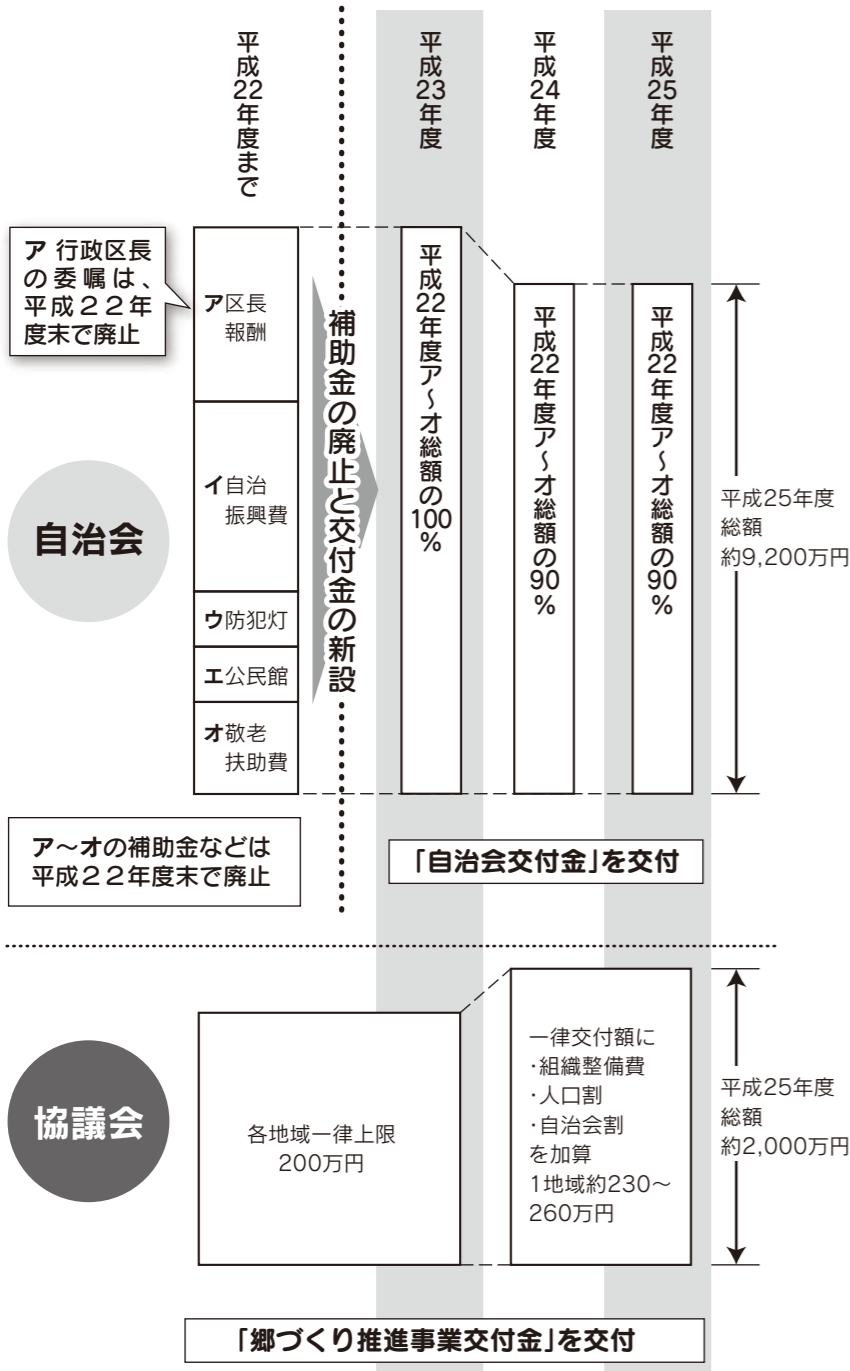 平成22年度まで
平成23年度
平成24年度
平成25年度
ア 行政区長
の委嘱は、
平成22年
度末で廃止
ア区長
報酬
イ自治
振興費
ウ防犯灯
エ公民館
オ敬老
扶助費
補助金の廃止と交付金の新設
平成22年度ア～オ総額の100%
平成22年度ア～オ総額の90%
平成22年度ア～オ総額の90%
平成25年度
総額
約9,200万円
自治会
ア～オの補助金などは
平成22年度末で廃止
「自治会交付金」を交付
協議会
各地域一律上限
200万円
一律交付額に
・組織整備費
・人口割
・自治会割
を加算
1地域約230～
260万円
平成25年度
総額
約2,000万円
「郷づくり推進事業交付金」を交付